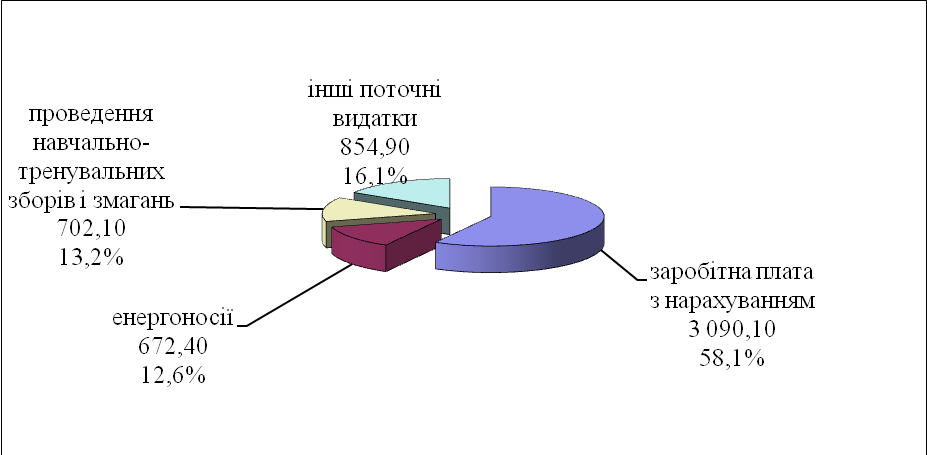 інші поточні
видатки
854,90
16,1%
проведення
навчально-
тренувальних
зборів і змагань
702,10
13,2%
заробітна плата
з нарахуванням
3 090,10
58,1%
енергоносії
672,40
12,6%